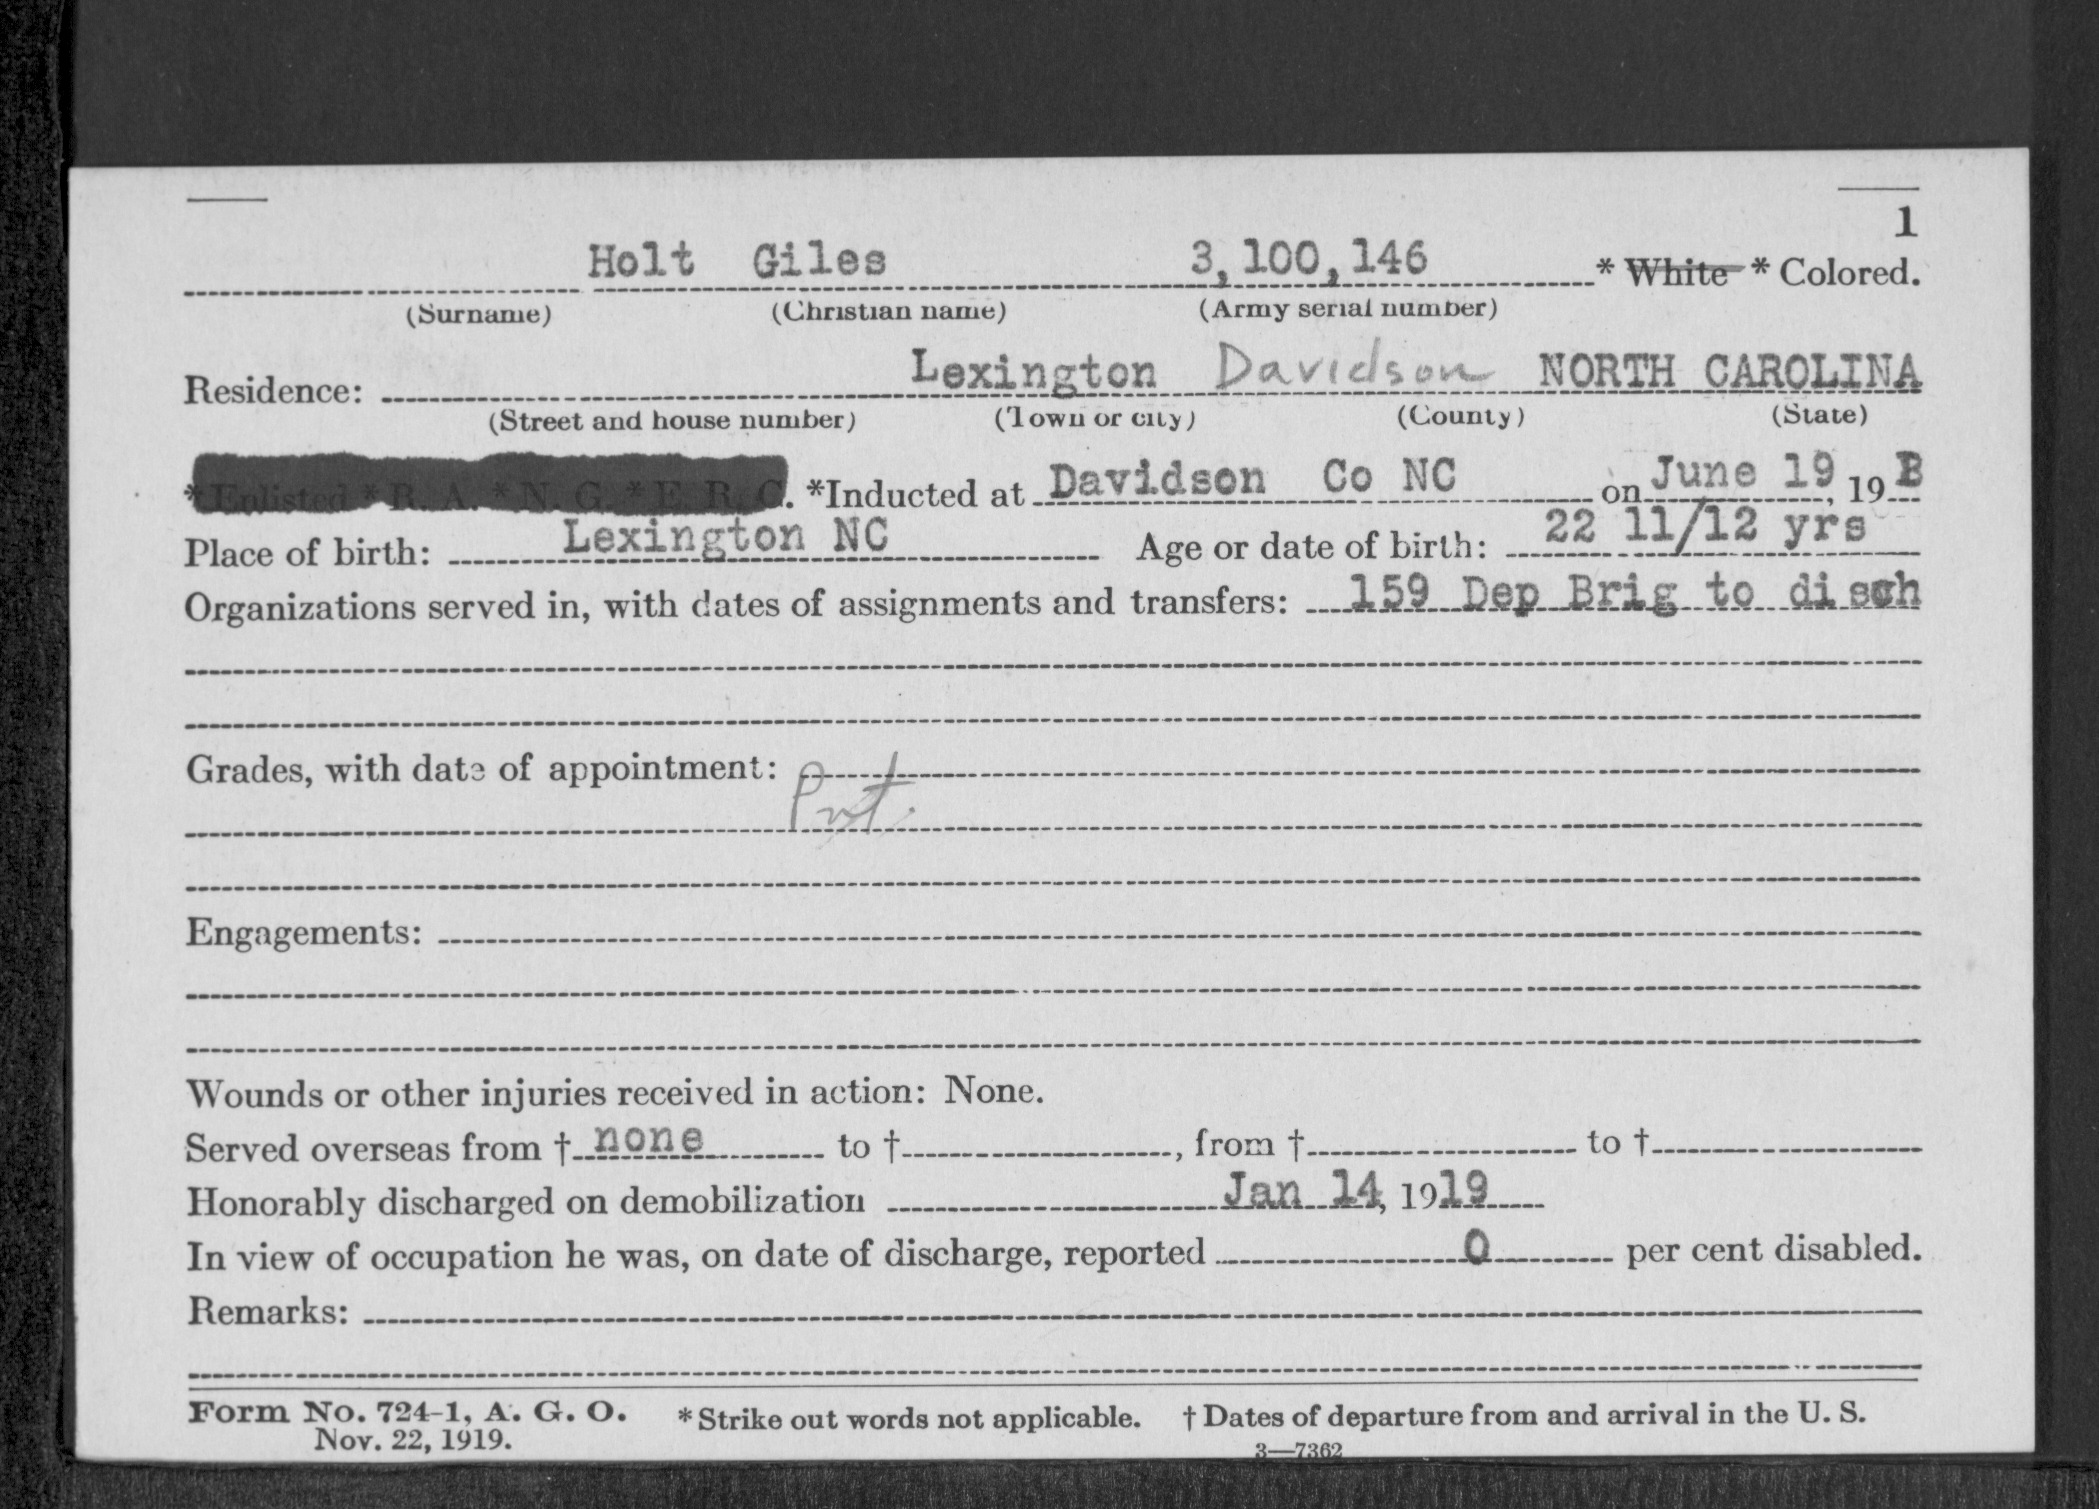 1
Holt Giles 3,100,146 * White * Colored.
(Surname) (Christian name) (Army serial number)
Residence: Lexington Davidson NORTH CAROLINA
(Street and house number) (Town or city) (County) (State)
*Enlisted * R. A. * N. G. * E. R. C. *Inducted at Davidson Co NC on June 19, 19 B
Place of birth: Lexington NC Age or date of birth: 22 11/12 yrs
Organizations served in, with dates of assignments and transfers: 159 Dep Brig to disch
Grades, with date of appointment:
Pvt.
Engagements:
Wounds or other injuries received in action: None.
Served overseas from † none to †, from † to †
Honorably discharged on demobilization Jan 14, 1919
In view of occupation he was, on date of discharge, reported 0 per cent disabled.
Remarks:
Form No. 724-1, A. G. O. * Strike out words not applicable. † Dates of departure from and arrival in the U. S.
Nov. 22, 1919. 3—7362